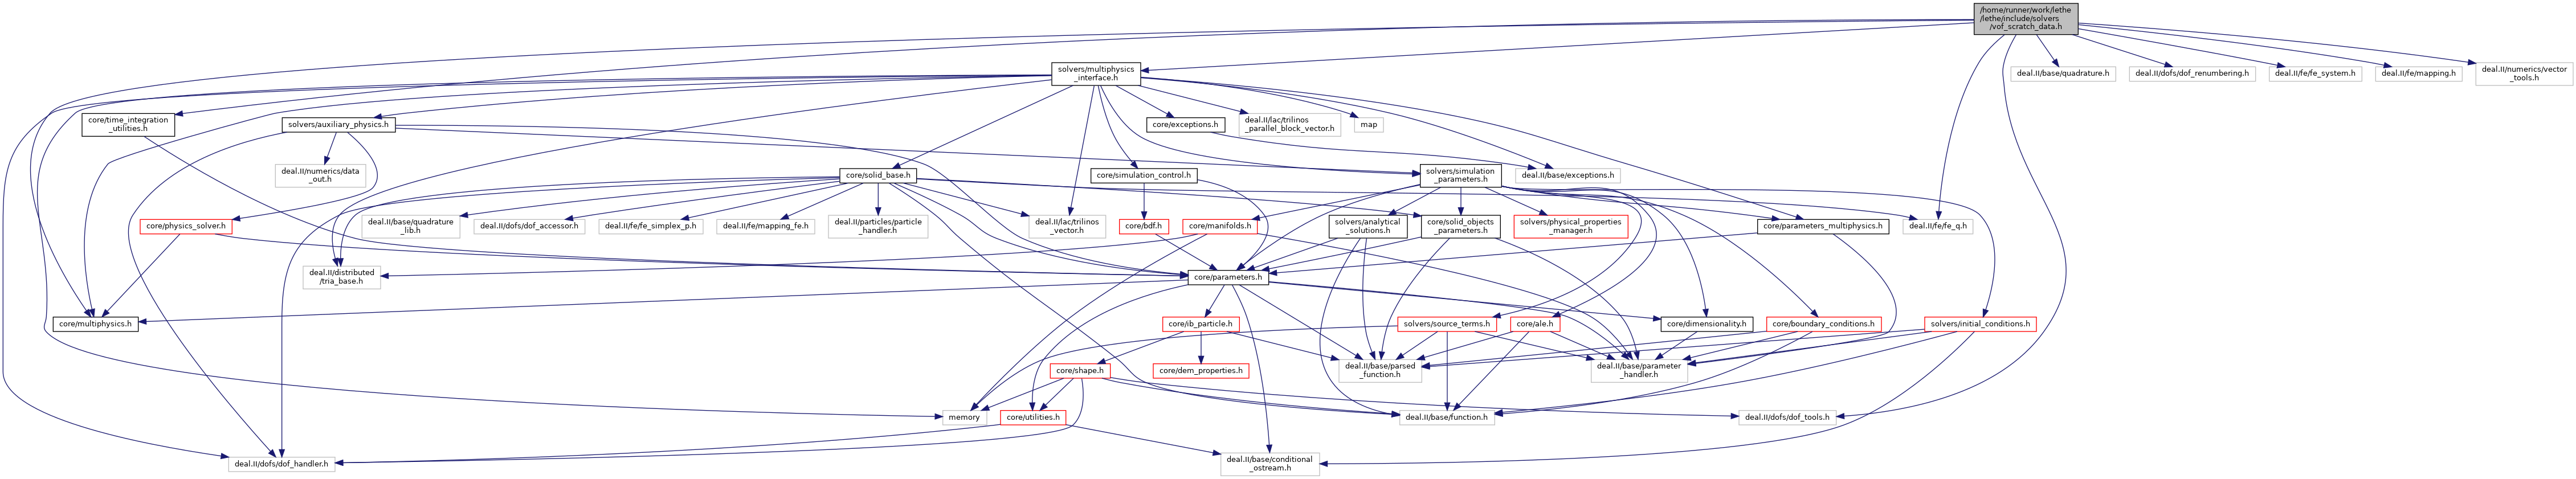 /home/runner/work/lethe
/lethe/include/solvers
/vof_scratch_data.h
solvers/multiphysics
_interface.h
deal.II/base/quadrature.h
deal.II/dofs/dof_renumbering.h
deal.II/fe/fe_system.h
deal.II/fe/mapping.h
deal.II/numerics/vector
_tools.h
core/time_integration
_utilities.h
solvers/auxiliary_physics.h
core/exceptions.h
deal.II/lac/trilinos
_parallel_block_vector.h
map
deal.II/numerics/data
_out.h
core/solid_base.h
core/simulation_control.h
solvers/simulation
_parameters.h
deal.II/base/exceptions.h
core/physics_solver.h
deal.II/base/quadrature
_lib.h
deal.II/dofs/dof_accessor.h
deal.II/fe/fe_simplex_p.h
deal.II/fe/mapping_fe.h
deal.II/particles/particle
_handler.h
deal.II/lac/trilinos
_vector.h
core/bdf.h
core/manifolds.h
solvers/analytical
_solutions.h
core/solid_objects
_parameters.h
solvers/physical_properties
_manager.h
core/parameters_multiphysics.h
deal.II/fe/fe_q.h
deal.II/distributed
/tria_base.h
core/parameters.h
core/multiphysics.h
core/ib_particle.h
solvers/source_terms.h
core/ale.h
core/dimensionality.h
core/boundary_conditions.h
solvers/initial_conditions.h
core/shape.h
core/dem_properties.h
deal.II/base/parsed
_function.h
deal.II/base/parameter
_handler.h
memory
core/utilities.h
deal.II/base/function.h
deal.II/dofs/dof_tools.h
deal.II/dofs/dof_handler.h
deal.II/base/conditional
_ostream.h